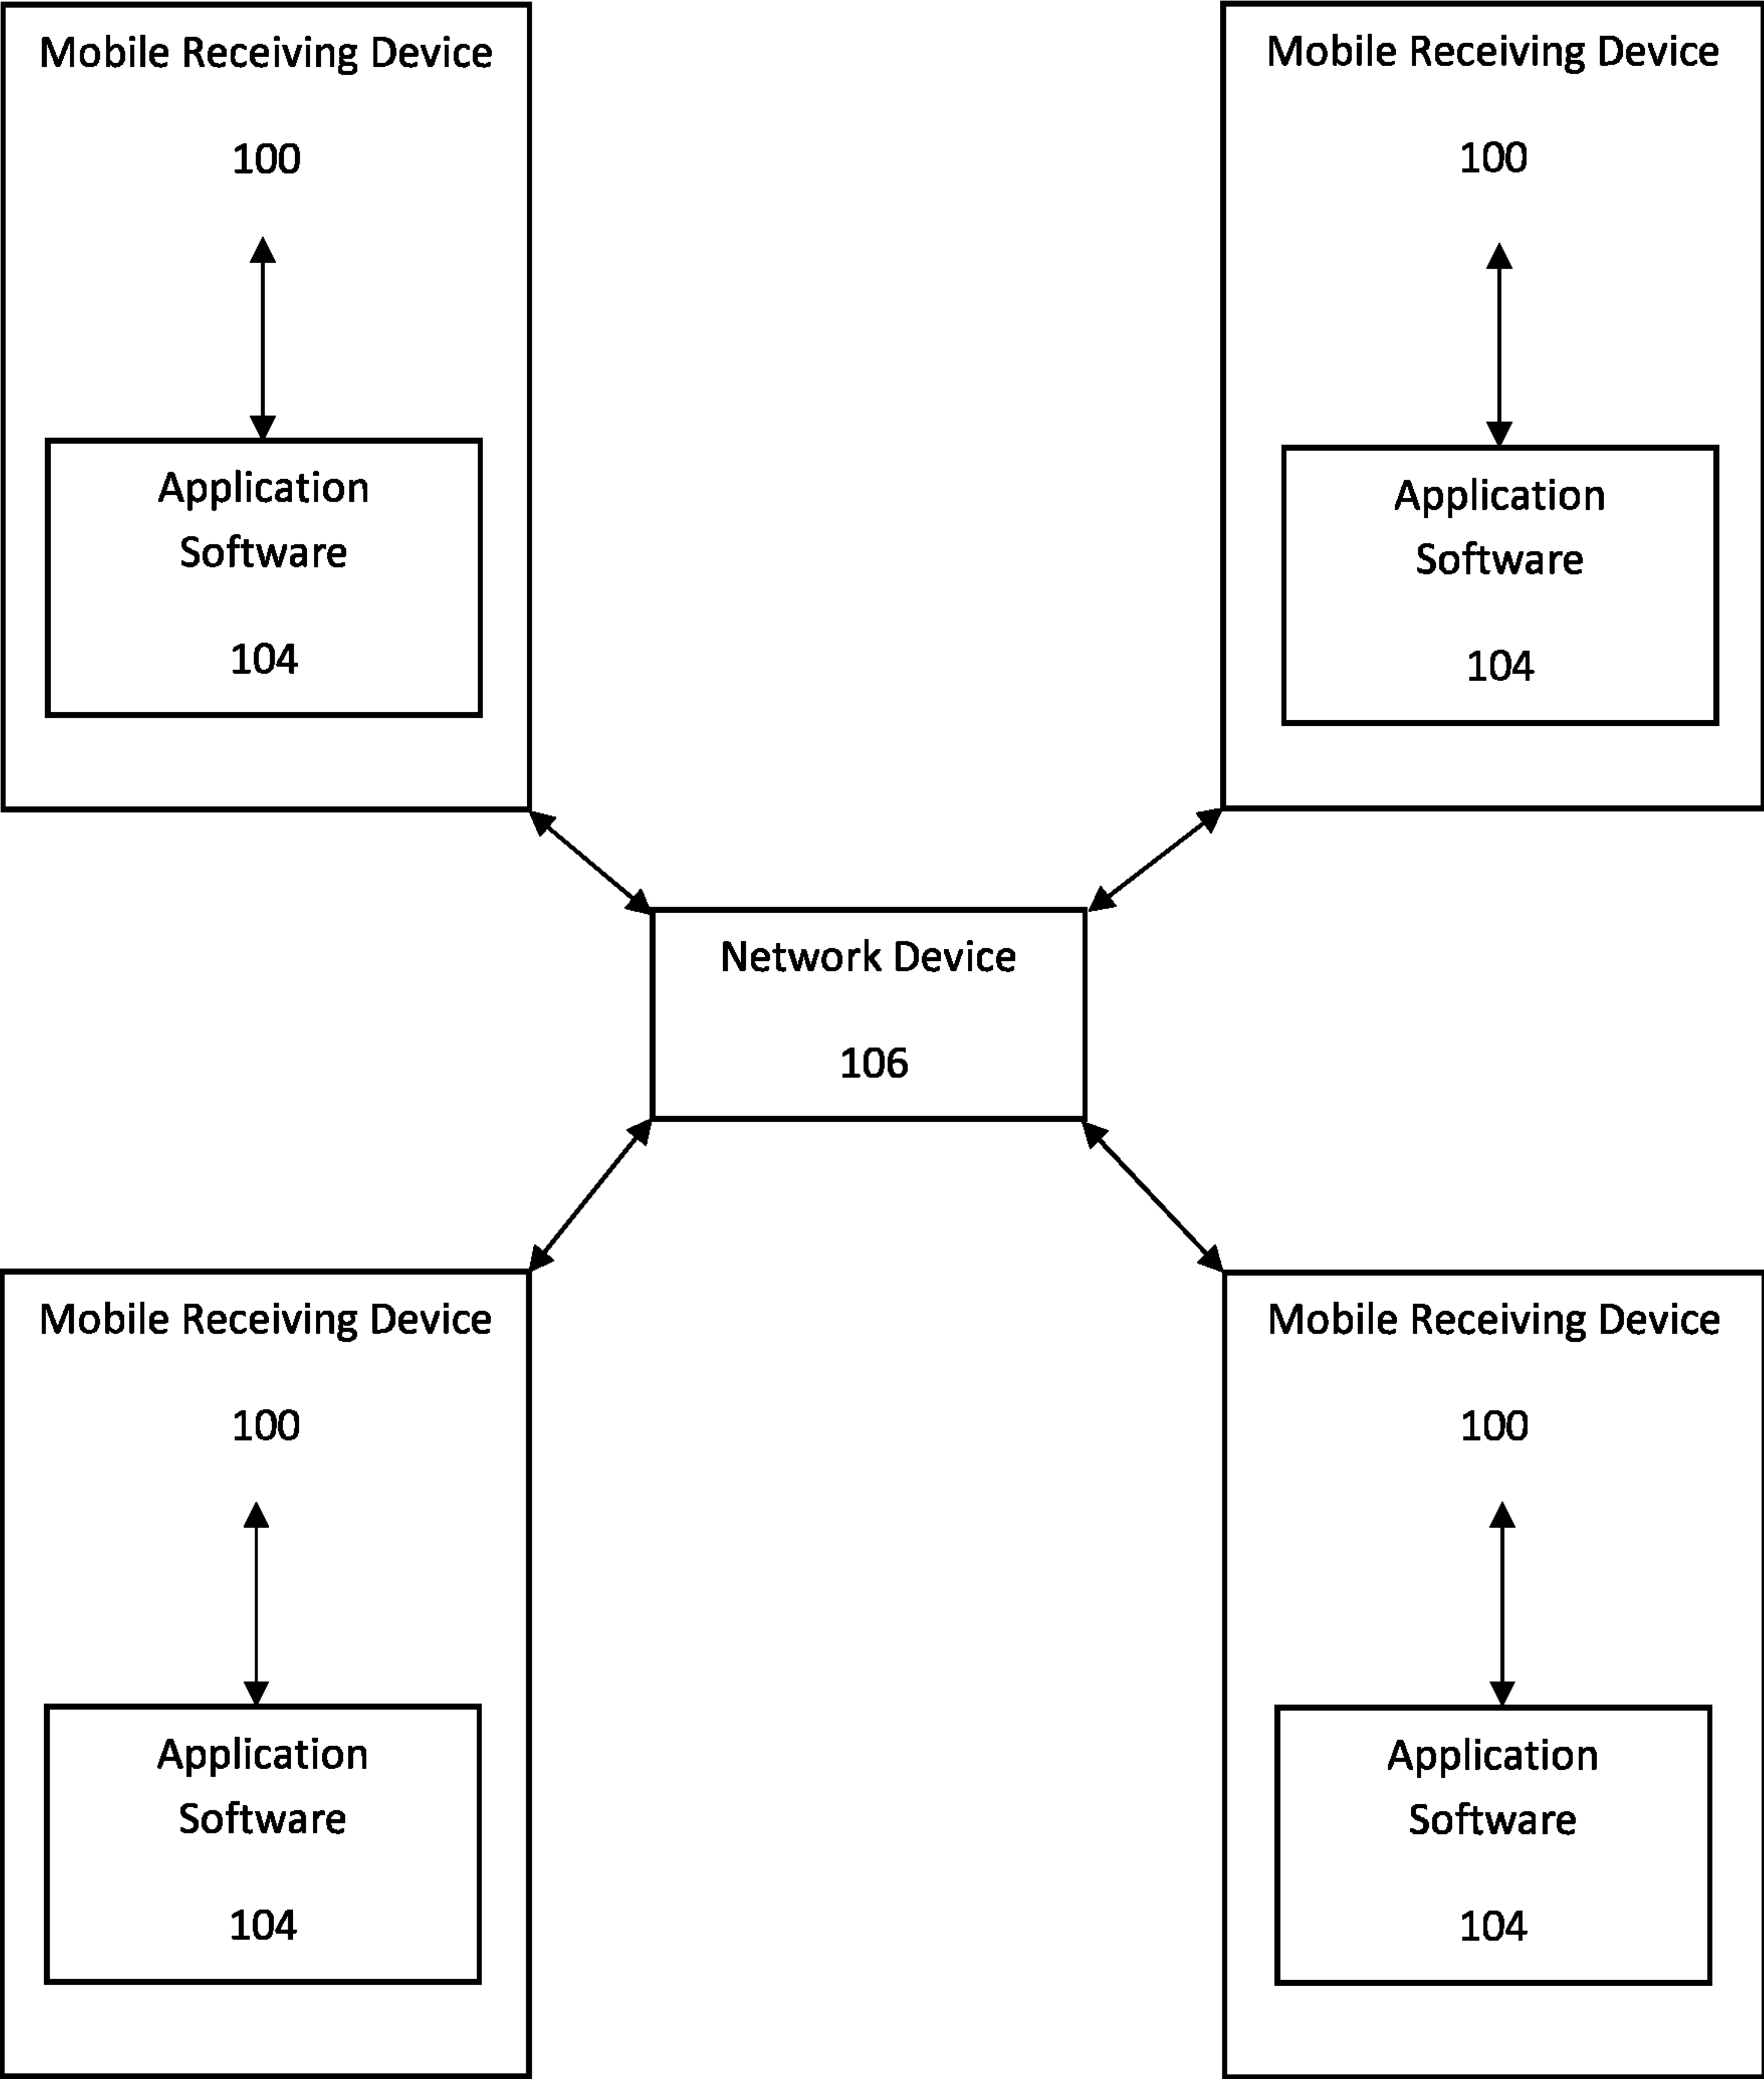 Mobile Receiving Device
100
Application
Software
104
Mobile Receiving Device
100
Application
Software
104
Network Device
106
Mobile Receiving Device
100
Application
Software
104
Mobile Receiving Device
100
Application
Software
104